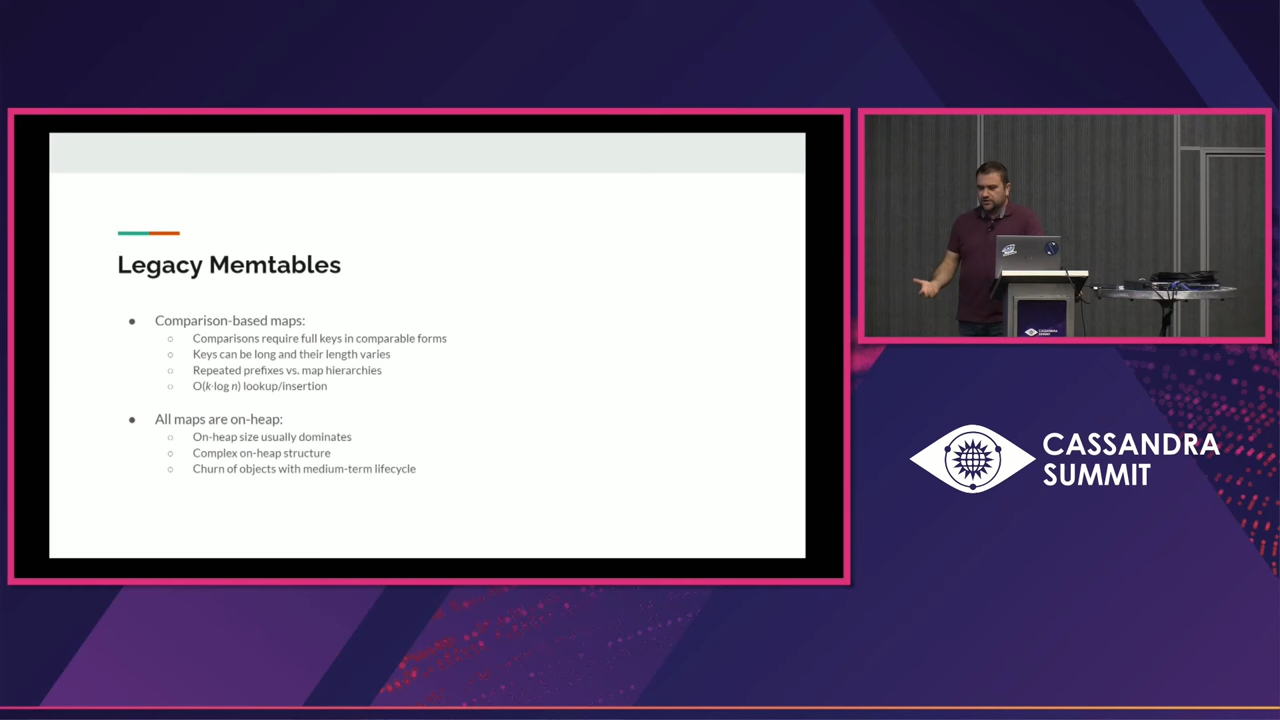 Legacy Memtables
● Comparison-based maps:
○ Comparisons require full keys in comparable forms
○ Keys can be long and their length varies
○ Repeated prefixes vs. map hierarchies
○ O(k·log n) lookup/insertion
● All maps are on-heap:
○ On-heap size usually dominates
○ Complex on-heap structure
○ Churn of objects with medium-term lifecycle
CASSANDRA
SUMMIT
CASSANDRA
SUMMIT